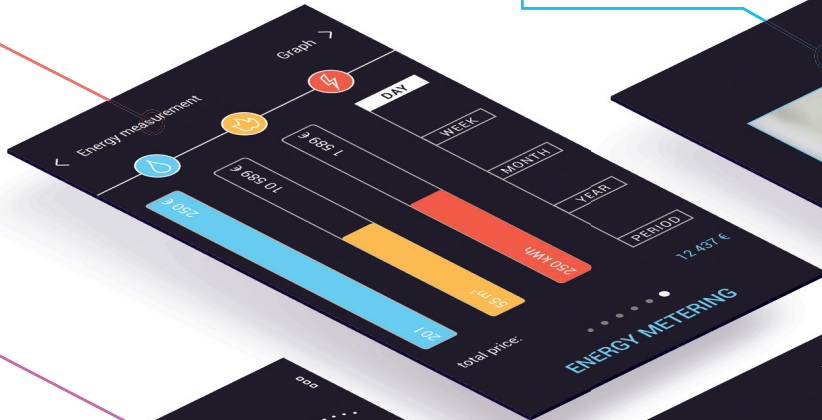 Energy measurement
Graph
DAY
WEEK
MONTH
YEAR
PERIOD
1 589 €
10 589 €
250 €
250 kWh
55 m³
20 l
total price:
12 437 €
ENERGY METERING